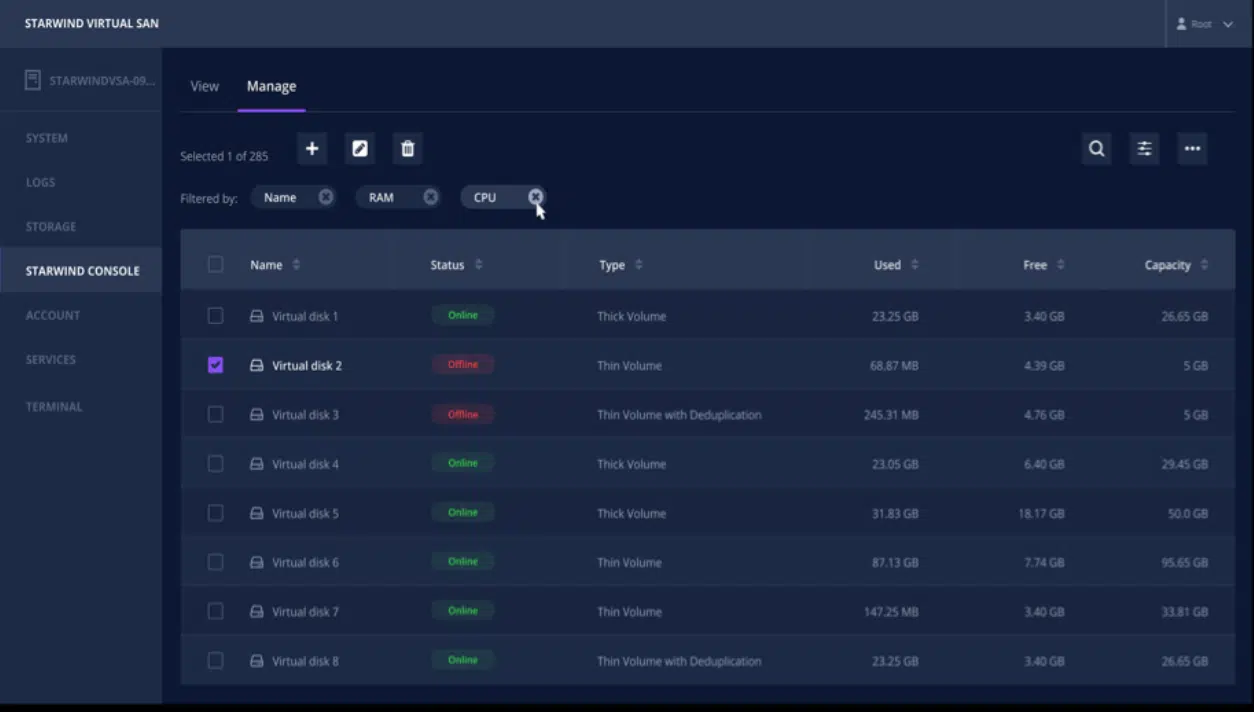 STARWIND VIRTUAL SAN
Root
STARWINDVSA-09...
SYSTEM
LOGS
STORAGE
STARWIND CONSOLE
ACCOUNT
SERVICES
TERMINAL
View Manage
Selected 1 of 285
Filtered by: Name RAM CPU
Name Status Type Used Free Capacity
Virtual disk 1 Online Thick Volume 23.25 GB 3.40 GB 26.65 GB
Virtual disk 2 Offline Thin Volume 68.87 MB 4.39 GB 5 GB
Virtual disk 3 Offline Thin Volume with Deduplication 245.31 MB 4.76 GB 5 GB
Virtual disk 4 Online Thick Volume 23.05 GB 6.40 GB 29.45 GB
Virtual disk 5 Online Thick Volume 31.83 GB 18.17 GB 50.0 GB
Virtual disk 6 Online Thin Volume 87.13 GB 7.74 GB 95.65 GB
Virtual disk 7 Online Thin Volume 147.25 MB 3.40 GB 33.81 GB
Virtual disk 8 Online Thin Volume with Deduplication 23.25 GB 3.40 GB 26.65 GB